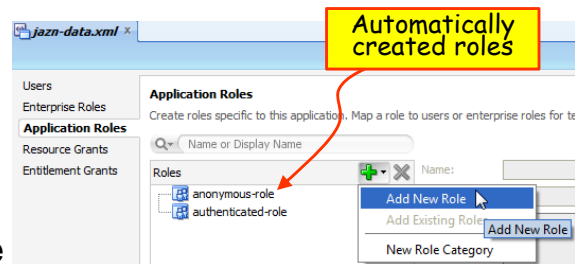 Automatically
created roles
jazn-data.xml
Users
Enterprise Roles
Application Roles
Resource Grants
Entitlement Grants
Application Roles
Create roles specific to this application. Map a role to users or enterprise roles for te
Name or Display Name
Roles
Name:
anonymous-role
authenticated-role
Add New Role
Add Existing Role
New Role Category
Add New Role
e